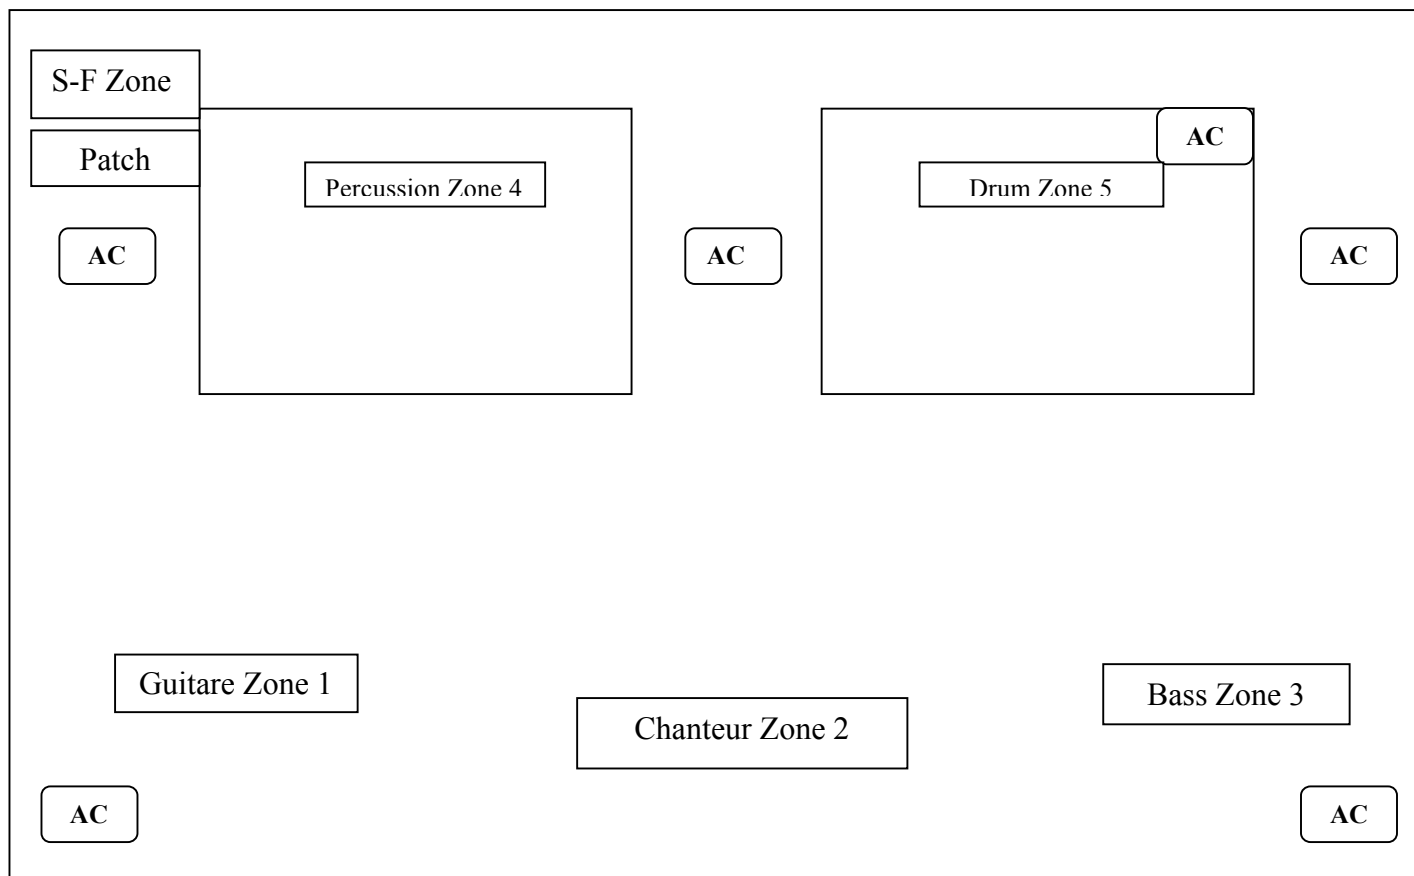 S-F Zone
Patch
AC
Percussion Zone 4
Drum Zone 5
AC
AC
AC
Guitare Zone 1
Chanteur Zone 2
Bass Zone 3
AC
AC